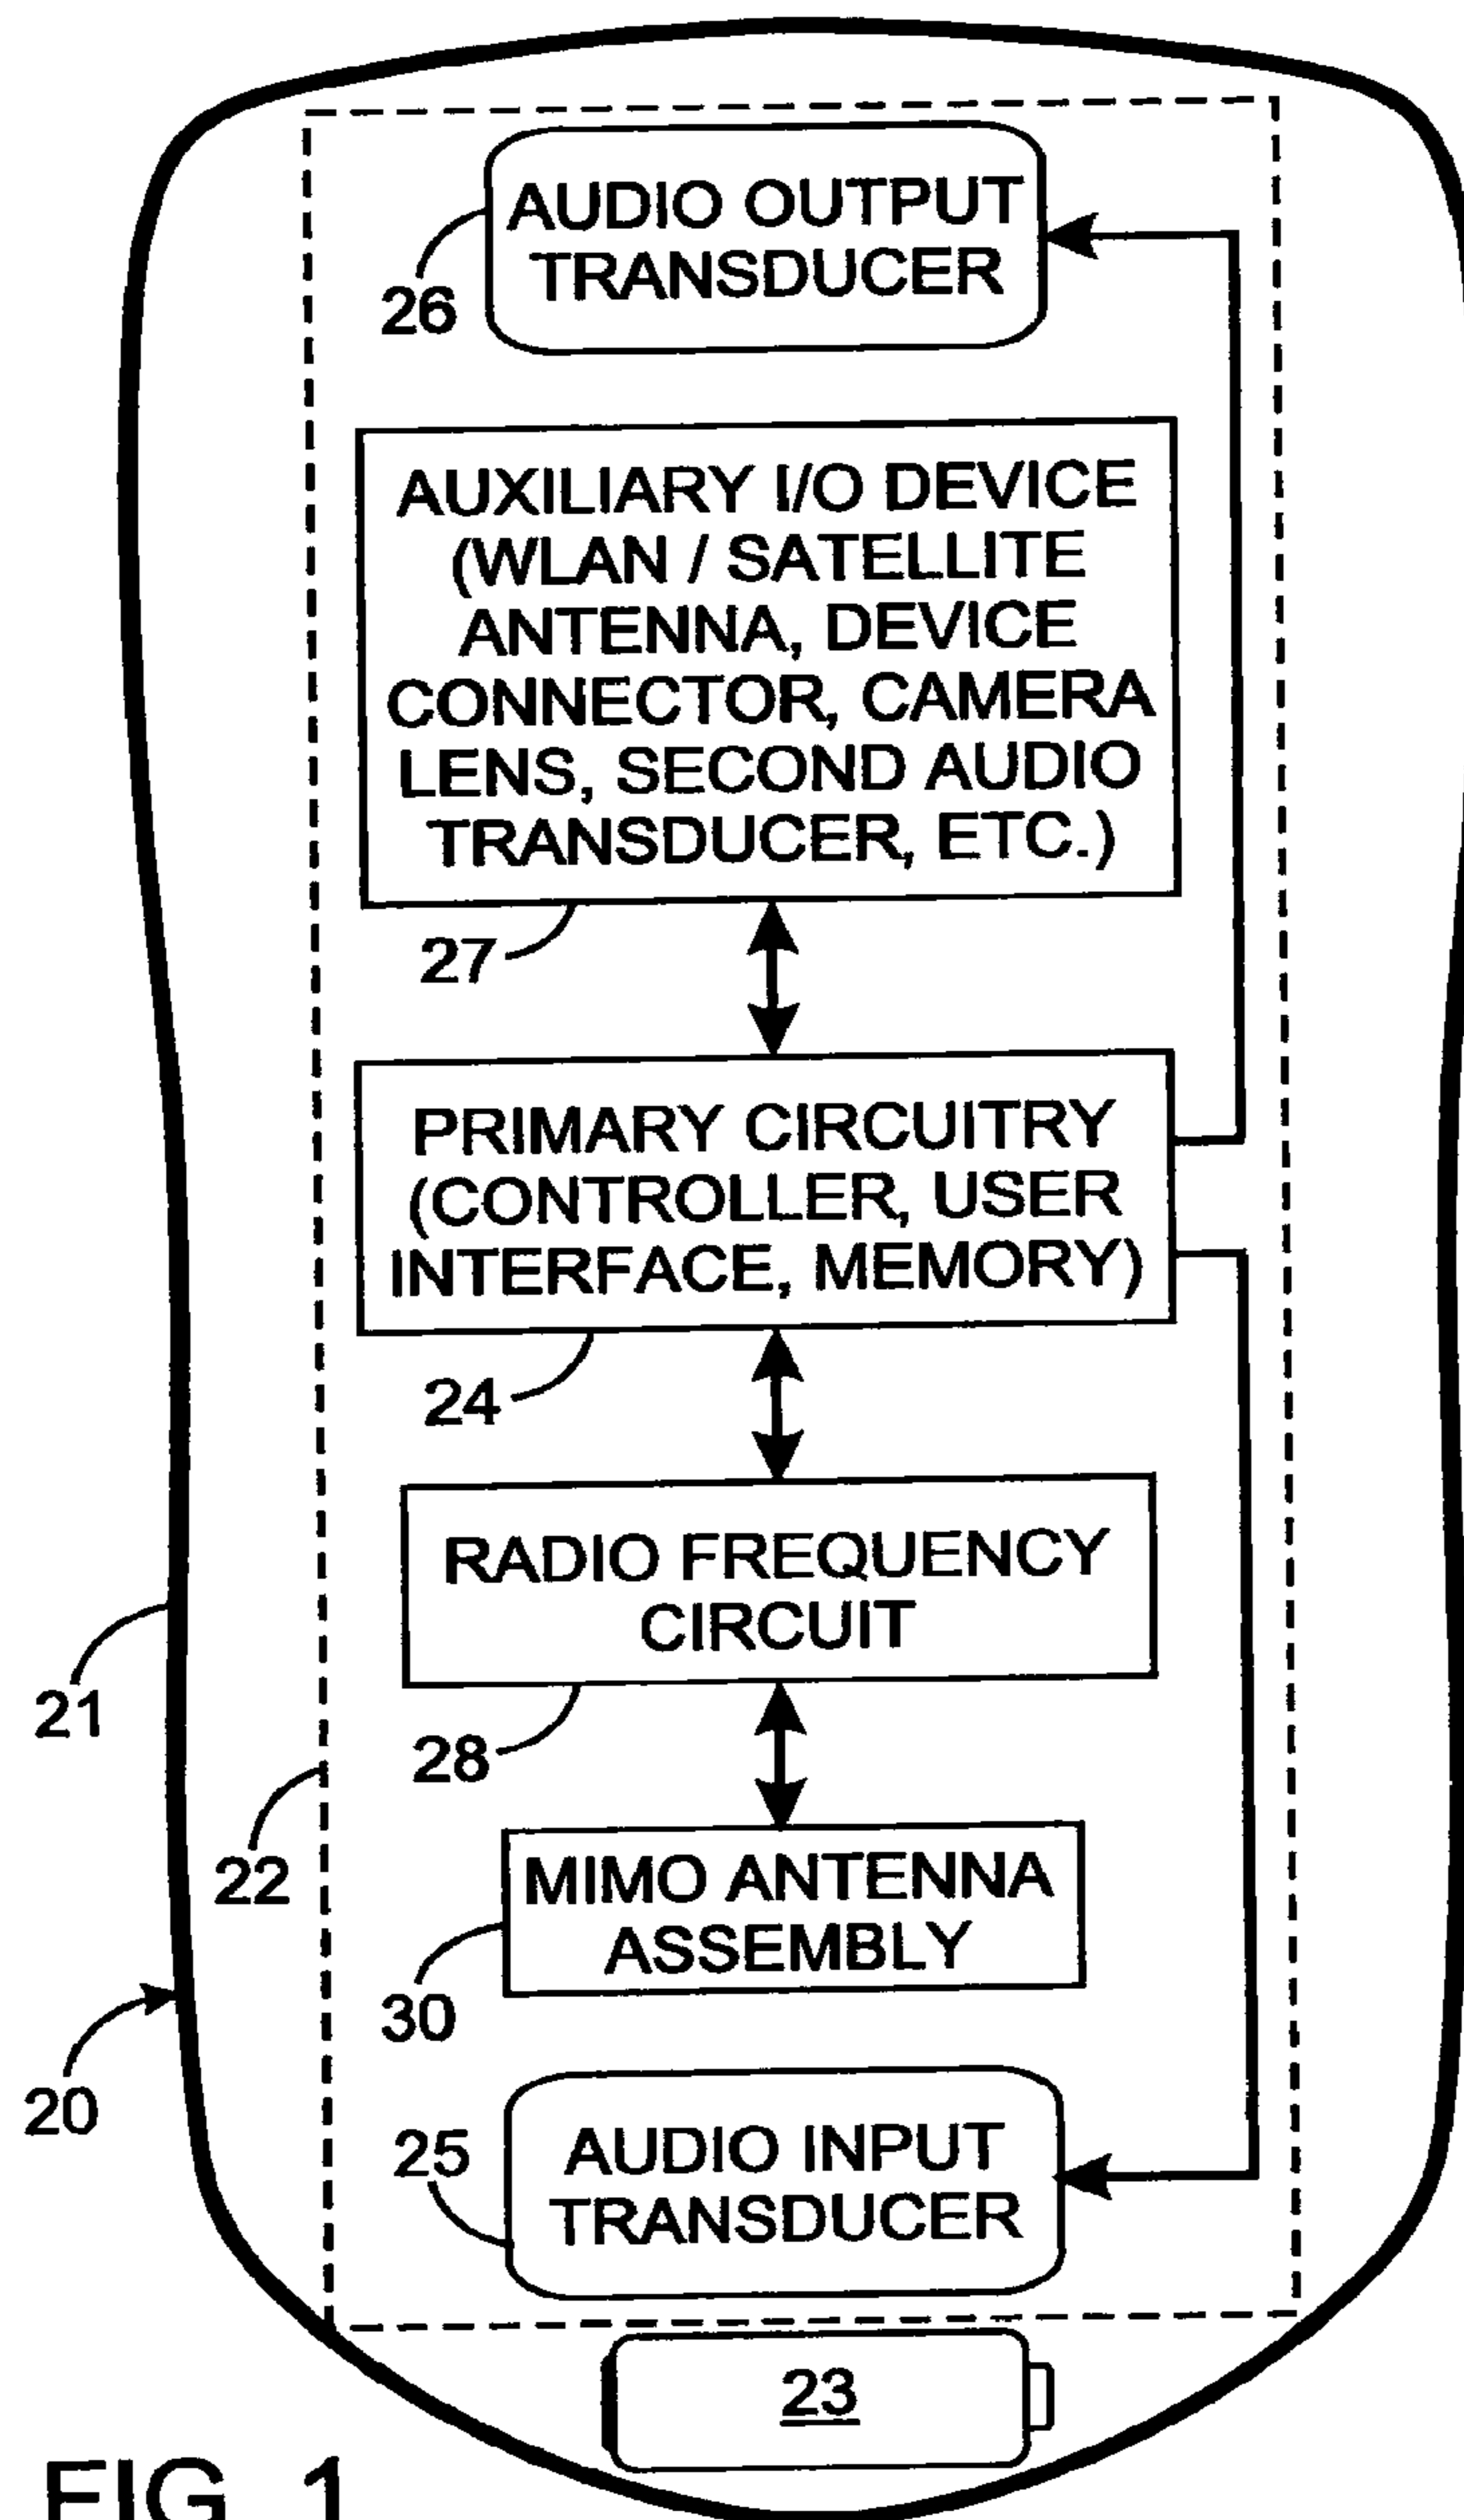 AUDIO OUTPUT
TRANSDUCER
26
AUXILIARY I/O DEVICE
(WLAN / SATELLITE
ANTENNA, DEVICE
CONNECTOR, CAMERA
LENS, SECOND AUDIO
TRANSDUCER, ETC.)
27
PRIMARY CIRCUITRY
(CONTROLLER, USER
INTERFACE, MEMORY)
24
RADIO FREQUENCY
CIRCUIT
21
28
22
MIMO ANTENNA
ASSEMBLY
30
20
25
AUDIO INPUT
TRANSDUCER
23
FIG. 1